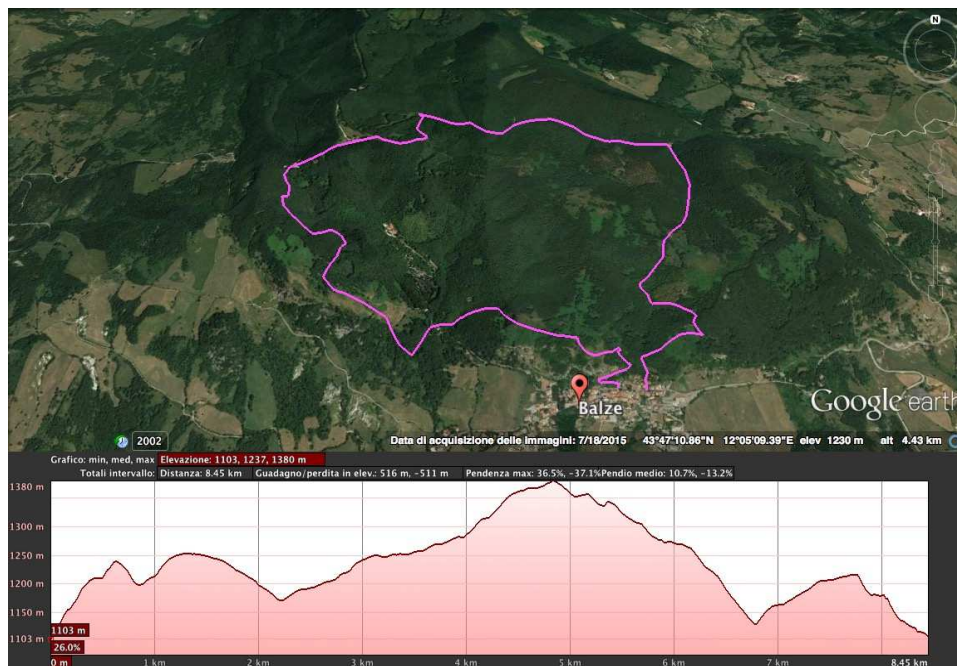 N
Balze
Google earth
2002
Data di acquisizione delle Immagini: 7/18/2015 43°47'10.86"N 12°05'09.39"E elev 1230 m alt 4.43 km
Grafico: min, med, max Elevazione: 1103, 1237, 1380 m
Totali intervallo: Distanza: 8.45 km Guadagno/perdita in elev.: 516 m, -511 m Pendenza max: 36.5%, -37.1%Pendio medio: 10.7%, -13.2%
1380 m
1300 m
1250 m
1200 m
1150 m
1103 m
1103 m
26.0%
0 m 1 km 2 km 3 km 4 km 5 km 6 km 7 km 8.45 km